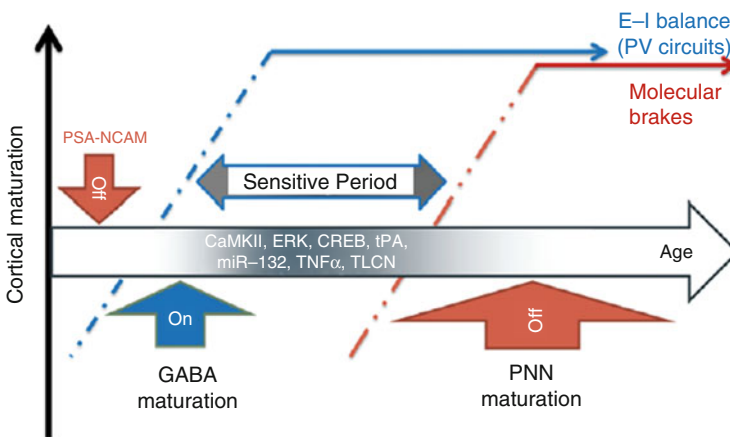 E–I balance
(PV circuits)
Molecular
brakes
PSA-NCAM
Off
Sensitive Period
CaMKII, ERK, CREB, tPA,
miR–132, TNFα, TLCN
Age
Cortical maturation
On
Off
GABA
maturation
PNN
maturation